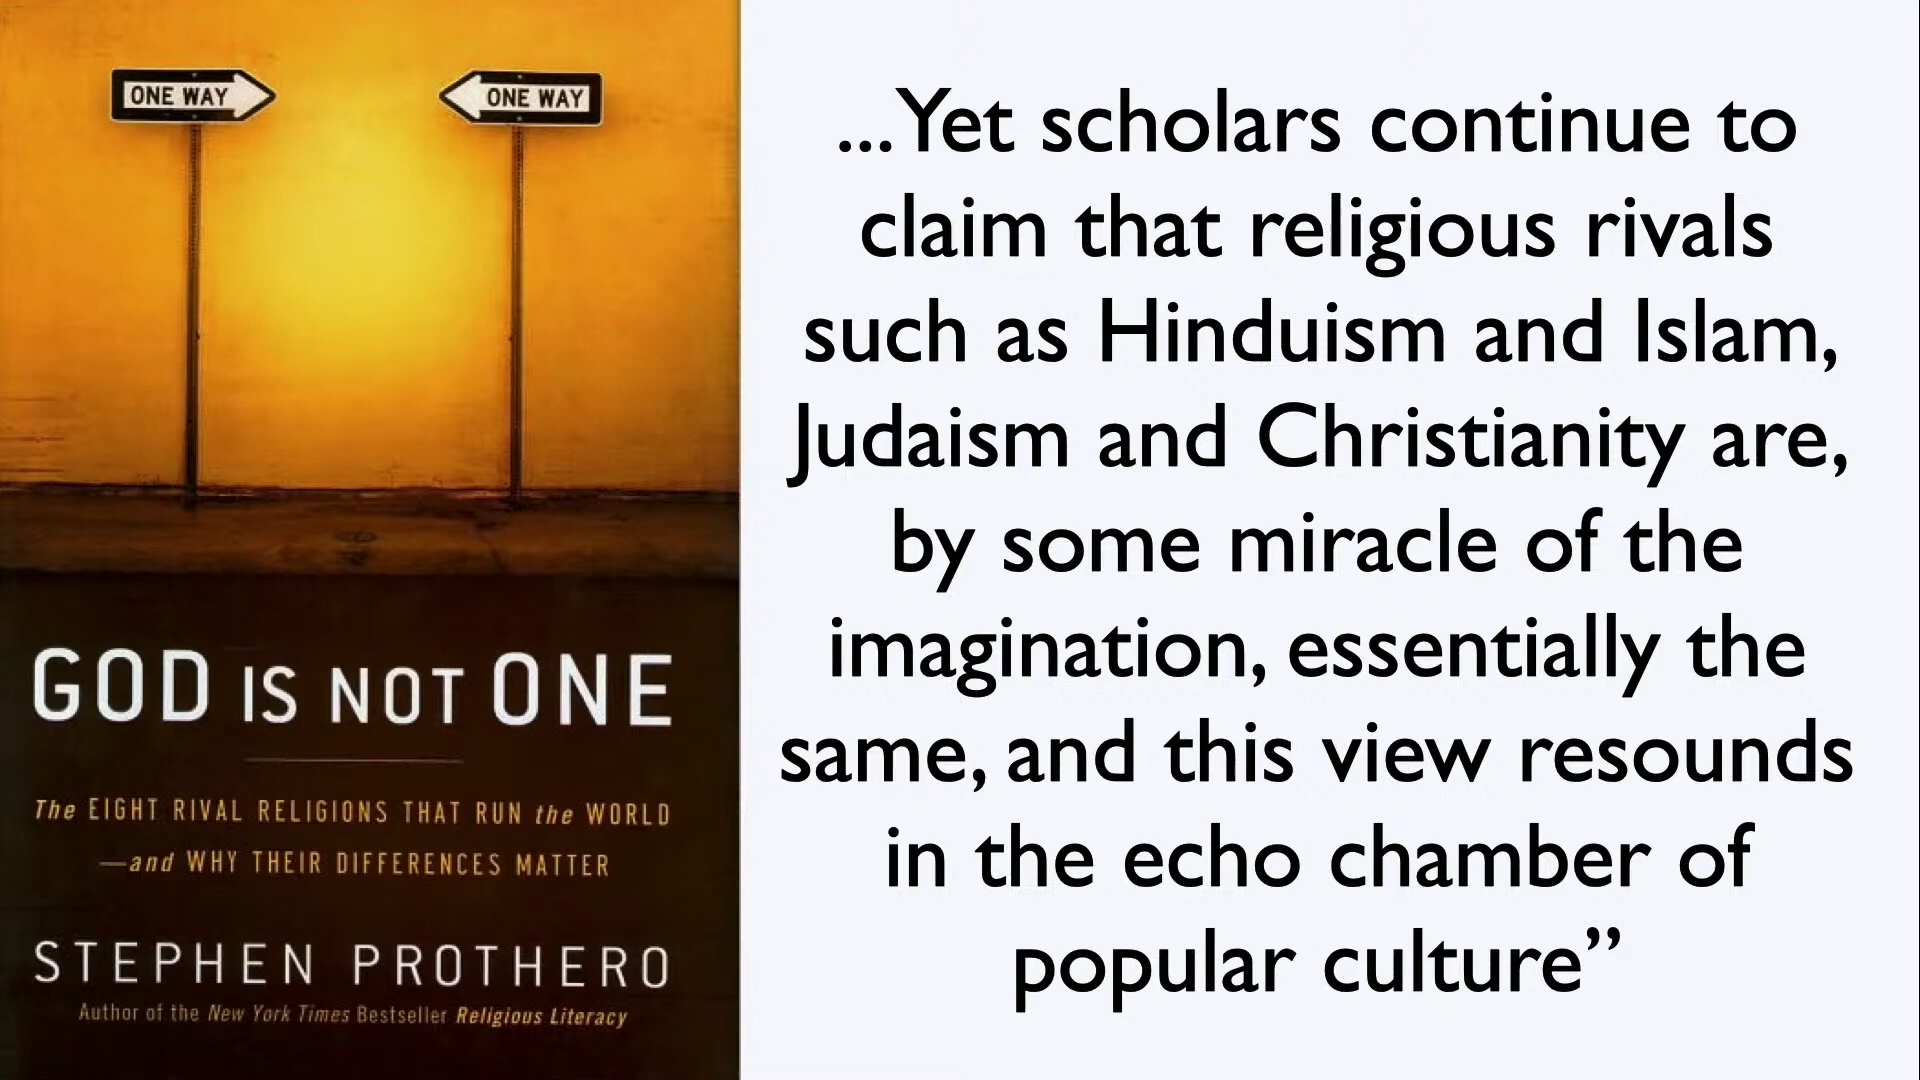 ONE WAY
ONE WAY
GOD IS NOT ONE
The EIGHT RIVAL RELIGIONS THAT RUN the WORLD
—and WHY THEIR DIFFERENCES MATTER
STEPHEN PROTHERO
Author of the New York Times Bestseller Religious Literacy
...Yet scholars continue to
claim that religious rivals
such as Hinduism and Islam,
Judaism and Christianity are,
by some miracle of the
imagination, essentially the
same, and this view resounds
in the echo chamber of
popular culture”